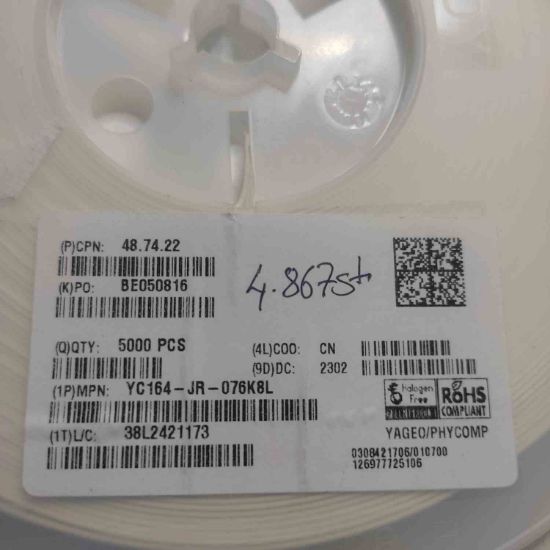 (P)CPN: 48.74.22
(K)PO: BE050816
4.867st
(Q)QTY: 5000 PCS
(4L)COO: CN
(9D)DC: 2302
(1P)MPN: YC164-JR-076K8L
halogen Free
RoHS
COMPLIANT
(1T)L/C: 38L2421173
YAGEO/PHYCOMP
0308421706/010700
126977725106